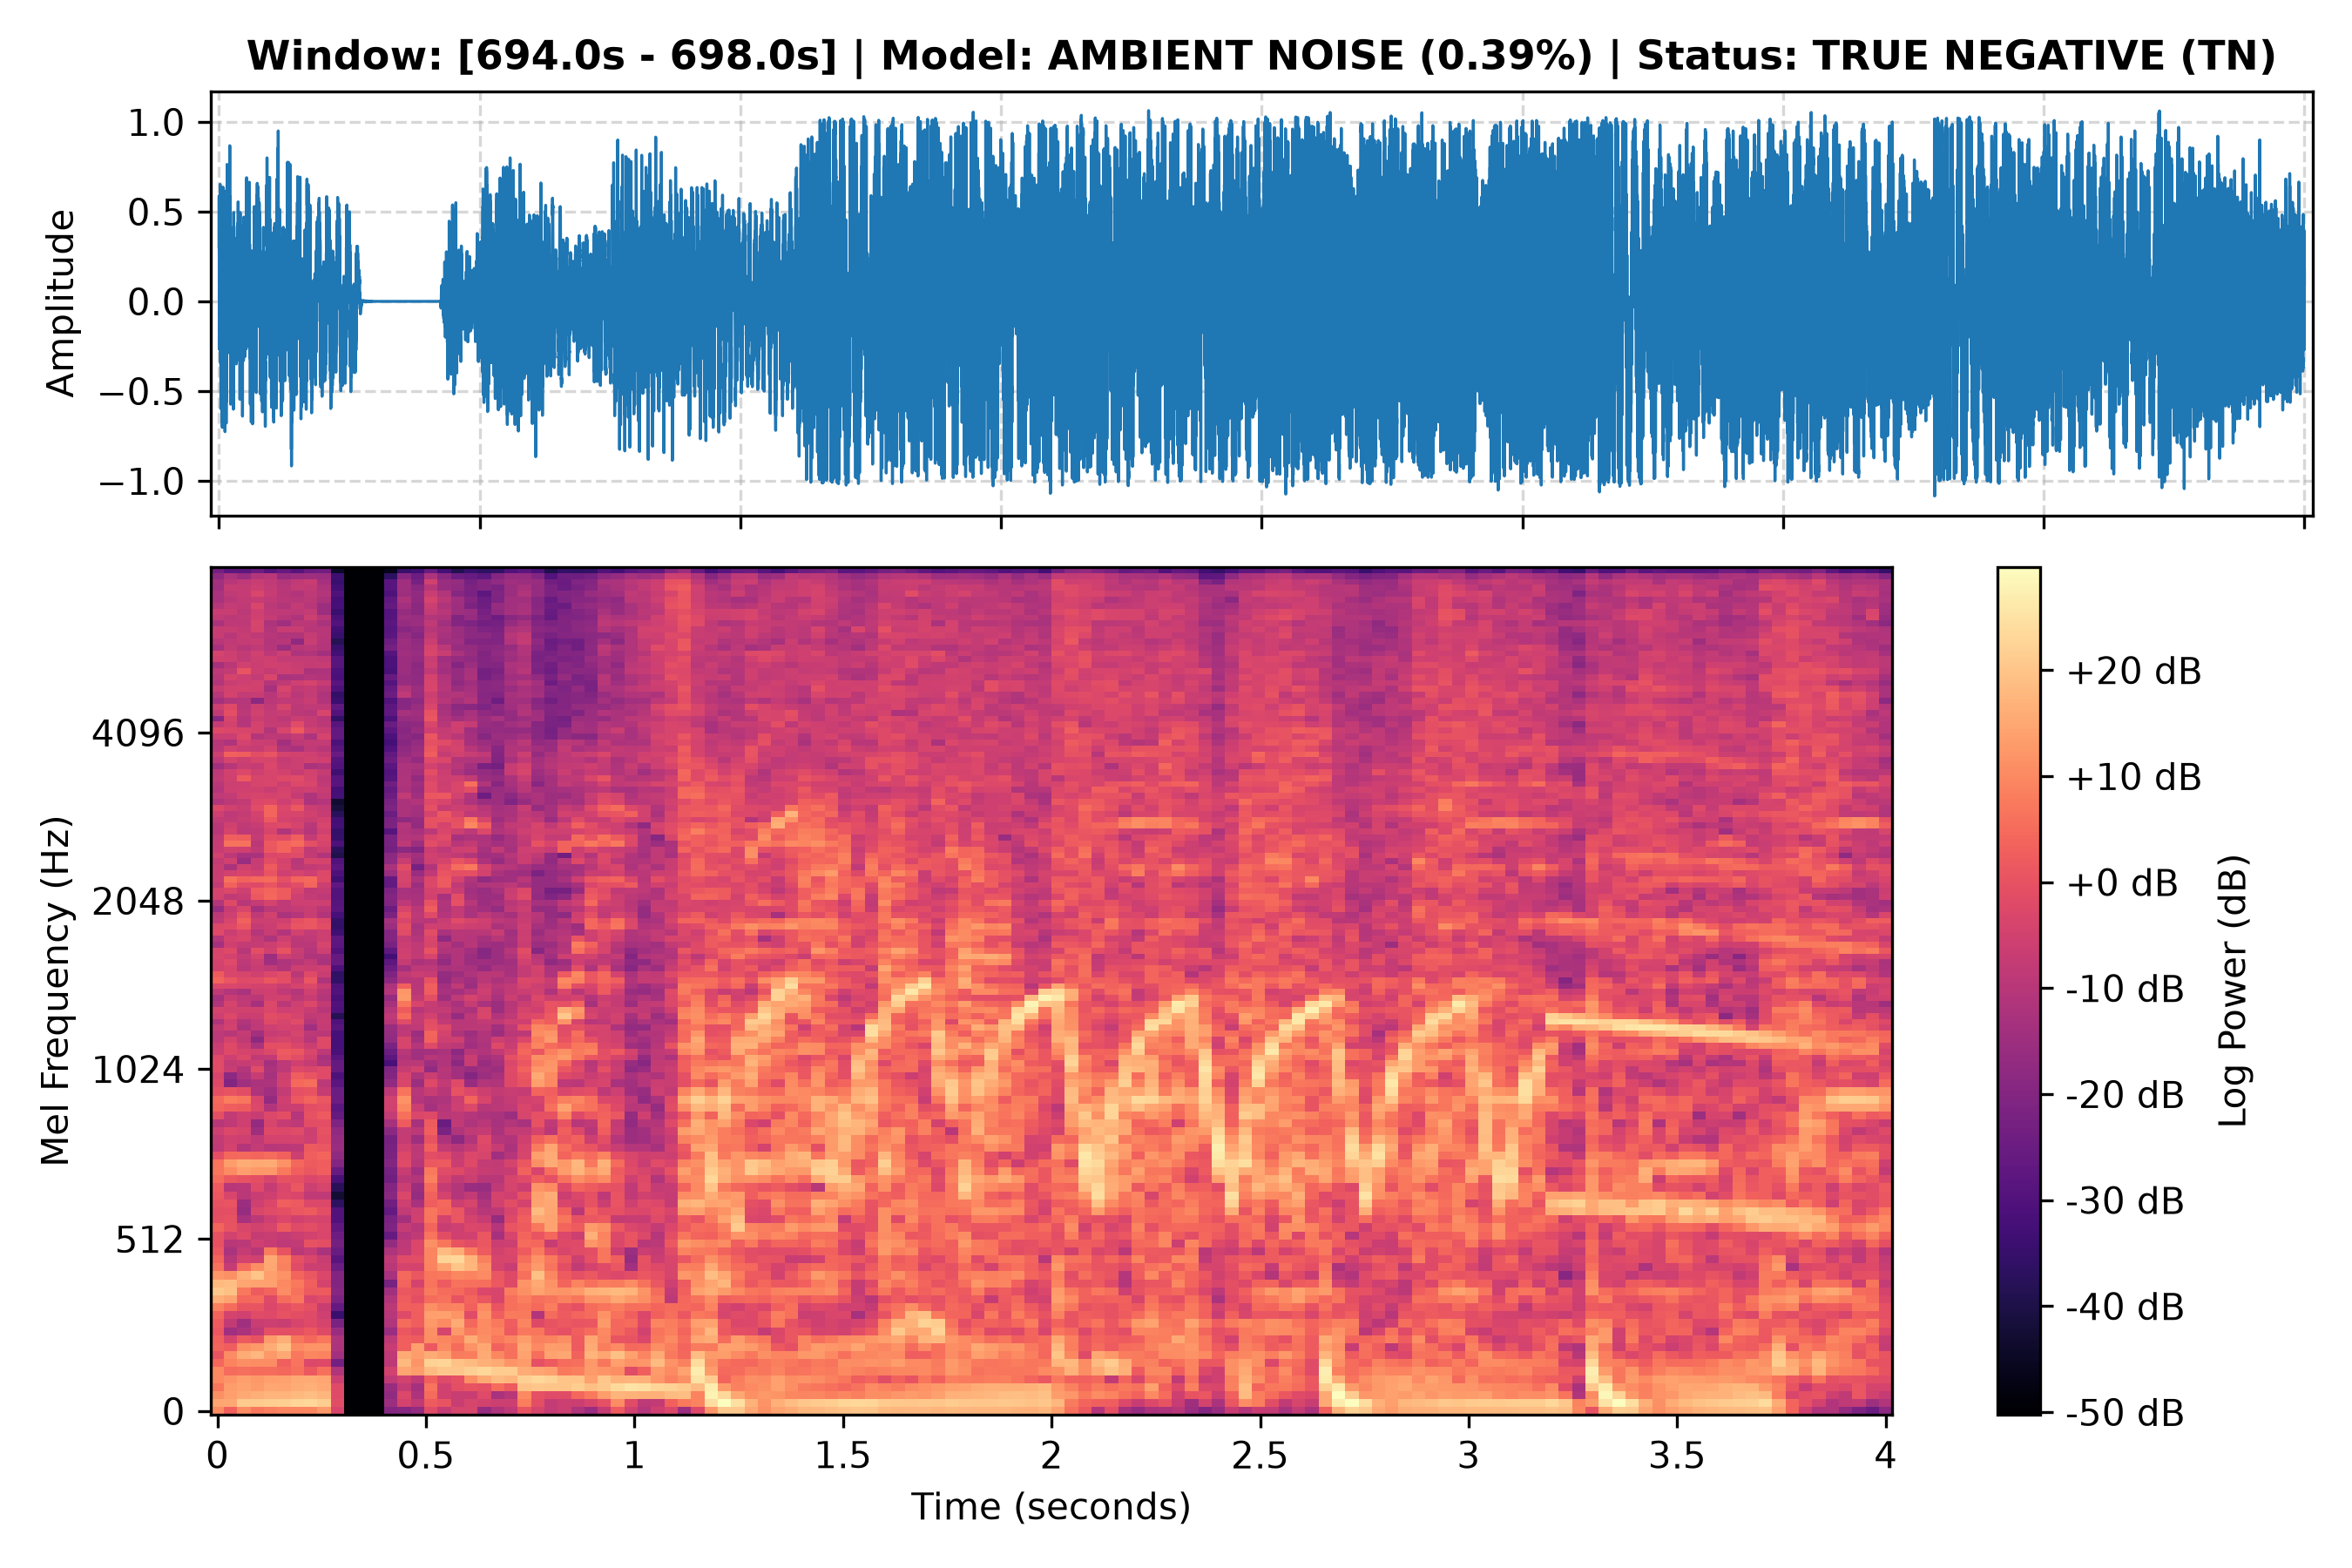 Window: [694.0s - 698.0s] | Model: AMBIENT NOISE (0.39%) | Status: TRUE NEGATIVE (TN)
1.0
0.5
0.0
−0.5
−1.0
Amplitude
4096
2048
1024
512
0
Mel Frequency (Hz)
0
0.5
1
1.5
2
2.5
3
3.5
4
Time (seconds)
+20 dB
+10 dB
+0 dB
-10 dB
-20 dB
-30 dB
-40 dB
-50 dB
Log Power (dB)